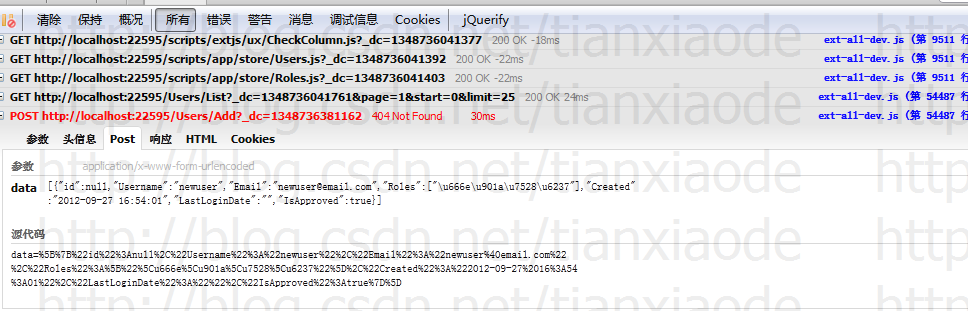 清除 保持 概况 所有 错误 警告 消息 调试信息 Cookies jQuerify
GET http://localhost:22595/scripts/extjs/ux/CheckColumn.js?_dc=1348736041377 200 OK -18ms ext-all-dev.js (第 9511 行
GET http://localhost:22595/scripts/app/store/Users.js?_dc=1348736041392 200 OK -22ms ext-all-dev.js (第 9511 行
GET http://localhost:22595/scripts/app/store/Roles.js?_dc=1348736041403 200 OK -22ms ext-all-dev.js (第 9511 行
GET http://localhost:22595/Users/List?_dc=1348736041761&page=1&start=0&limit=25 200 OK 24ms ext-all-dev.js (第 54487 行
POST http://localhost:22595/Users/Add?_dc=1348736381162 404 Not Found 30ms ext-all-dev.js (第 54487 行
参数 头信息 Post 响应 HTML Cookies
参数 application/x-www-form-urlencoded
data [{"id":null,"Username":"newuser","Email":"newuser@email.com","Roles":["\u666e\u901a\u7528\u6237"],"Created"
:"2012-09-27 16:54:01","LastLoginDate":"","IsApproved":true}]
源代码
data=%5B%7B%22id%22%3Anull%2C%22Username%22%3A%22newuser%22%2C%22Email%22%3A%22newuser%40email.com%22
%2C%22Roles%22%3A%5B%22%5Cu666e%5Cu901a%5Cu7528%5Cu6237%22%5D%2C%22Created%22%3A%222012-09-27%2016%3A54
%3A01%22%2C%22LastLoginDate%22%3A%22%22%2C%22IsApproved%22%3Atrue%7D%5D
http://blog.csdn.net/tianxiaode